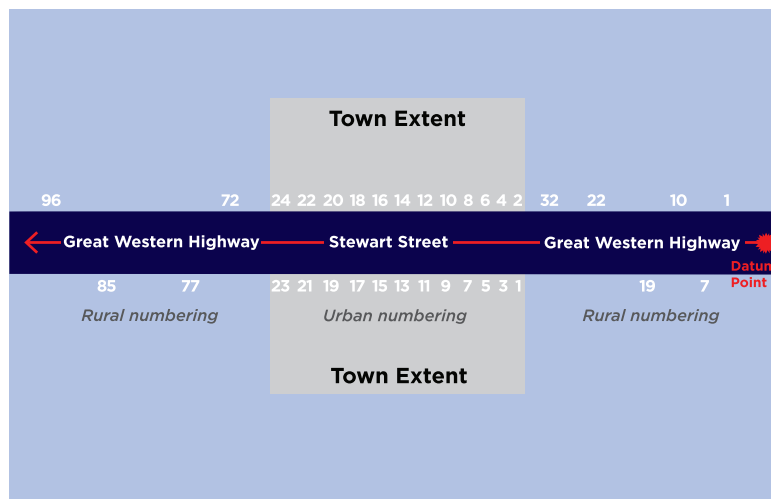 Town Extent
96 72 24 22 20 18 16 14 12 10 8 6 4 2 32 22 10 1
Great Western Highway Stewart Street Great Western Highway
Datum
Point
85 77 23 21 19 17 15 13 11 9 7 5 3 1 19 7
Rural numbering Urban numbering Rural numbering
Town Extent